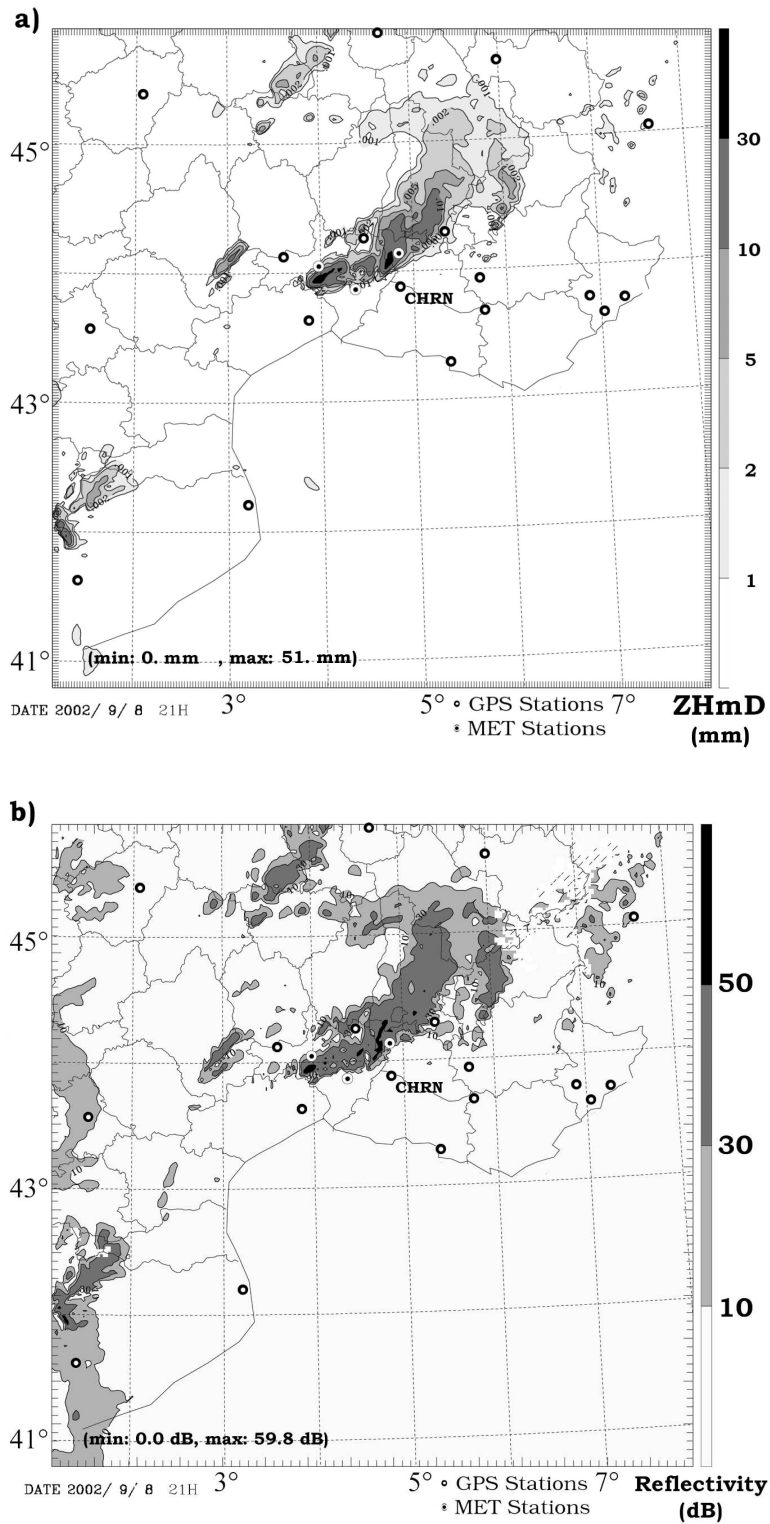 a)
45°
43°
41°
3°
5°
7°
CHRN
(min: 0. mm , max: 51. mm)
DATE 2002/ 9/ 8 21H
GPS Stations
MET Stations
30
10
5
2
1
ZHmD
(mm)
b)
45°
43°
41°
3°
5°
7°
CHRN
(min: 0.0 dB, max: 59.8 dB)
DATE 2002/ 9/ 8 21H
GPS Stations
MET Stations
50
30
10
Reflectivity
(dB)